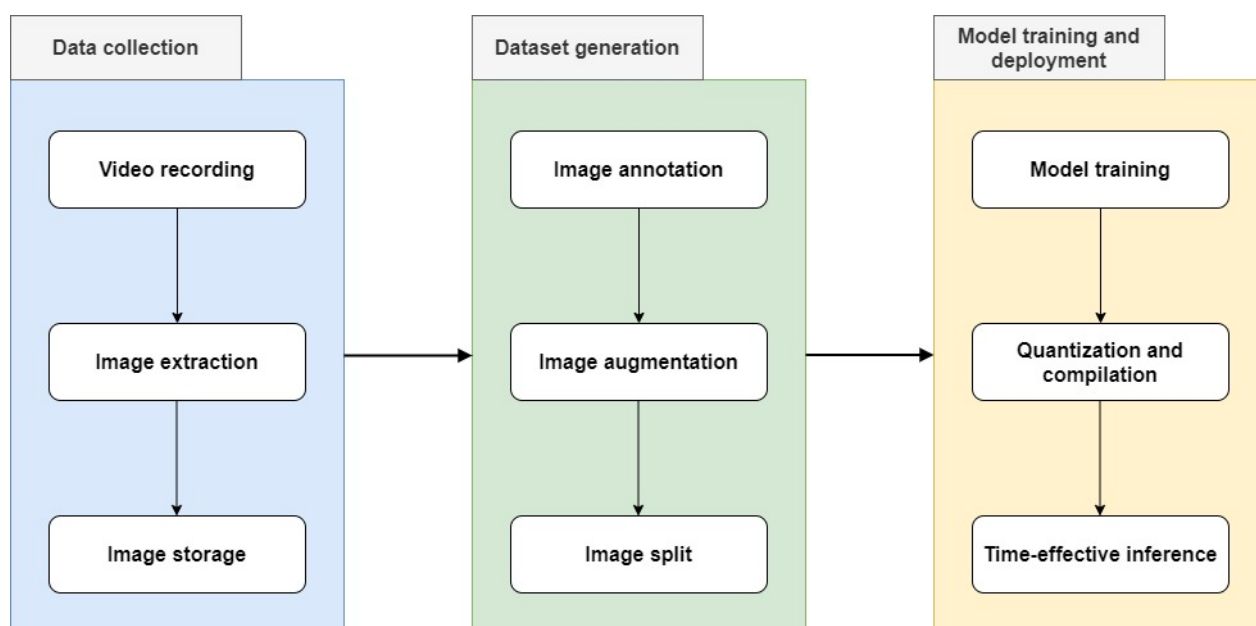 Data collection
Video recording
Image extraction
Image storage
Dataset generation
Image annotation
Image augmentation
Image split
Model training and
deployment
Model training
Quantization and
compilation
Time-effective inference